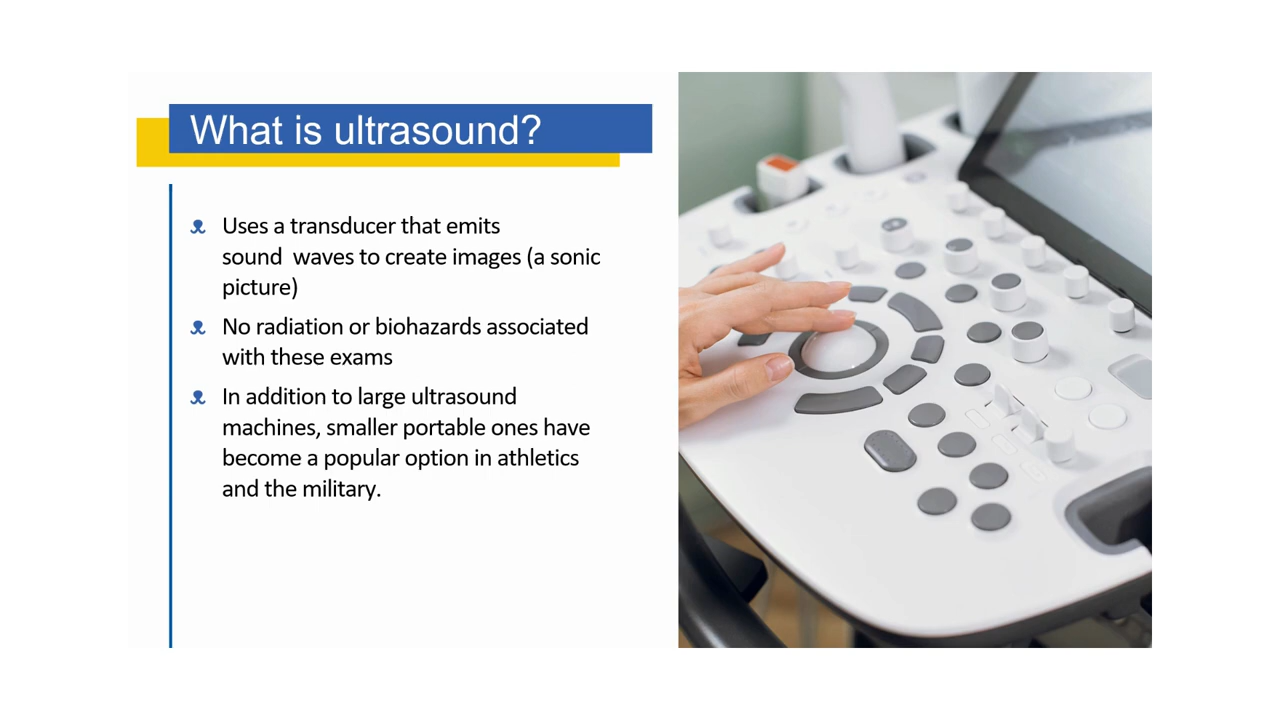 What is ultrasound?
Uses a transducer that emits
sound  waves to create images (a sonic
picture)
No radiation or biohazards associated
with these exams
In addition to large ultrasound
machines, smaller portable ones have
become a popular option in athletics
and the military.